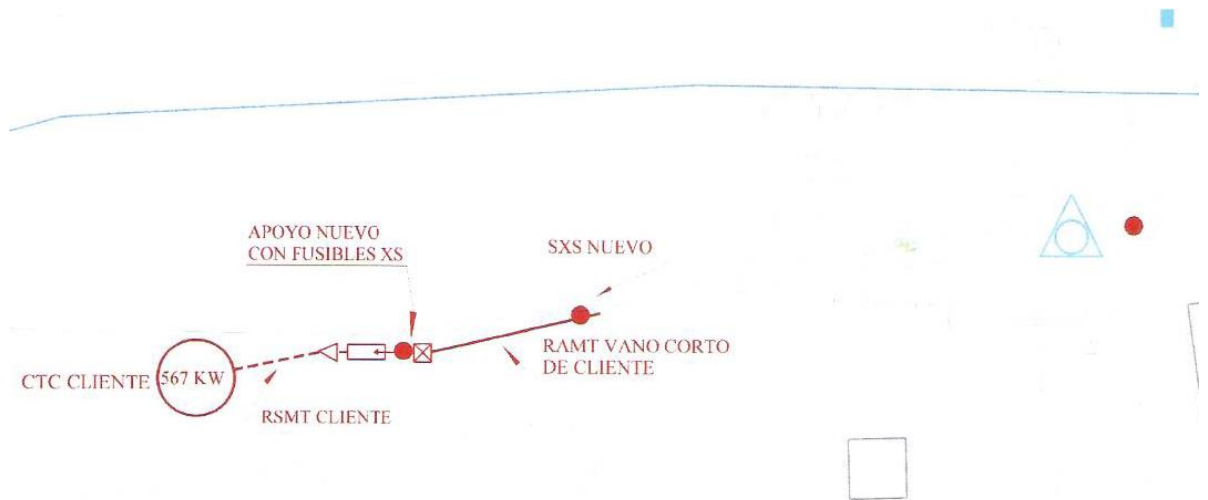 APOYO NUEVO
CON FUSIBLES XS
SXS NUEVO
RAMT VANO CORTO
DE CLIENTE
CTC CLIENTE
567 KW
RSMT CLIENTE